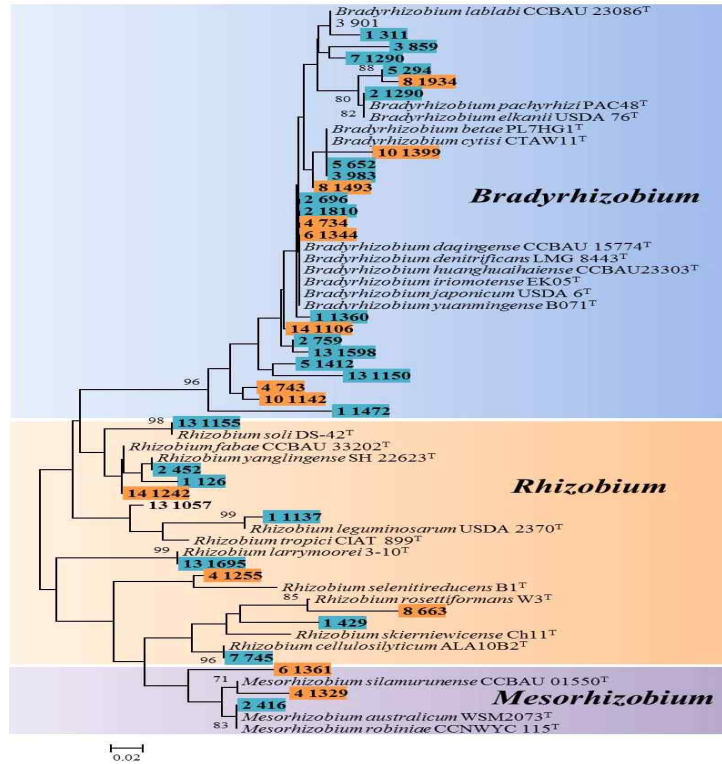 Bradyrhizobium lablabi CCBAU 23086T
3 901
1 311
3 859
7 1290
88
5 294
8 1934
2 1290
80
Bradyrhizobium pachyrhizi PAC48T
82
Bradyrhizobium elkanii USDA 76T
Bradyrhizobium betae PL7HG1T
Bradyrhizobium cytisi CTAW11T
10 1399
5 652
3 983
8 1493
Bradyrhizobium
2 696
2 1810
4 734
6 1344
Bradyrhizobium daqingense CCBAU 15774T
Bradyrhizobium denitrificans LMG 8443T
Bradyrhizobium huanghuaihaiense CCBAU23303T
Bradyrhizobium iriomotense EK05T
Bradyrhizobium japonicum USDA 6T
Bradyrhizobium yuanmingense B071T
1 1360
14 1106
2 759
13 1598
5 1412
13 1150
96
4 743
10 1142
1 1472
98
13 1155
Rhizobium soli DS-42T
Rhizobium fabae CCBAU 33202T
Rhizobium yanglingense SH 22623T
2 452
1 126
14 1242
Rhizobium
13 1057
99
1 1137
Rhizobium leguminosarum USDA 2370T
Rhizobium tropici CIAT 899T
99
Rhizobium larrymoorei 3-10T
13 1695
4 1255
Rhizobium selenitireducens B1T
85
Rhizobium rosettiformans W3T
8 663
1 429
Rhizobium skierniewicense Ch11T
Rhizobium cellulosilyticum ALA10B2T
96
7 745
6 1361
71
Mesorhizobium silamurunense CCBAU 01550T
4 1329
Mesorhizobium
2 416
Mesorhizobium australicum WSM2073T
83
Mesorhizobium robiniae CCNWYC 115T
0.02